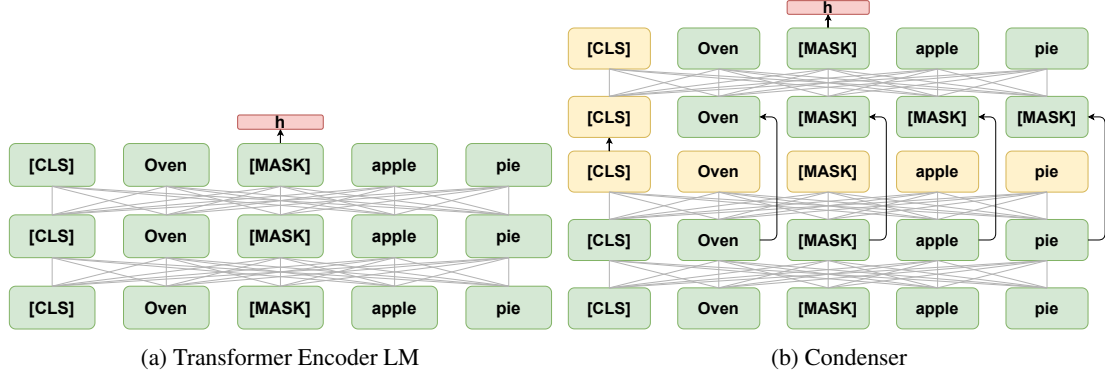 h
[CLS] Oven [MASK] apple pie
[CLS] Oven [MASK] apple pie
[CLS] Oven [MASK] apple pie
(a) Transformer Encoder LM
h
[CLS] Oven [MASK] apple pie
[CLS] Oven [MASK] [MASK] [MASK]
[CLS] Oven [MASK] apple pie
[CLS] Oven [MASK] apple pie
[CLS] Oven [MASK] apple pie
(b) Condenser